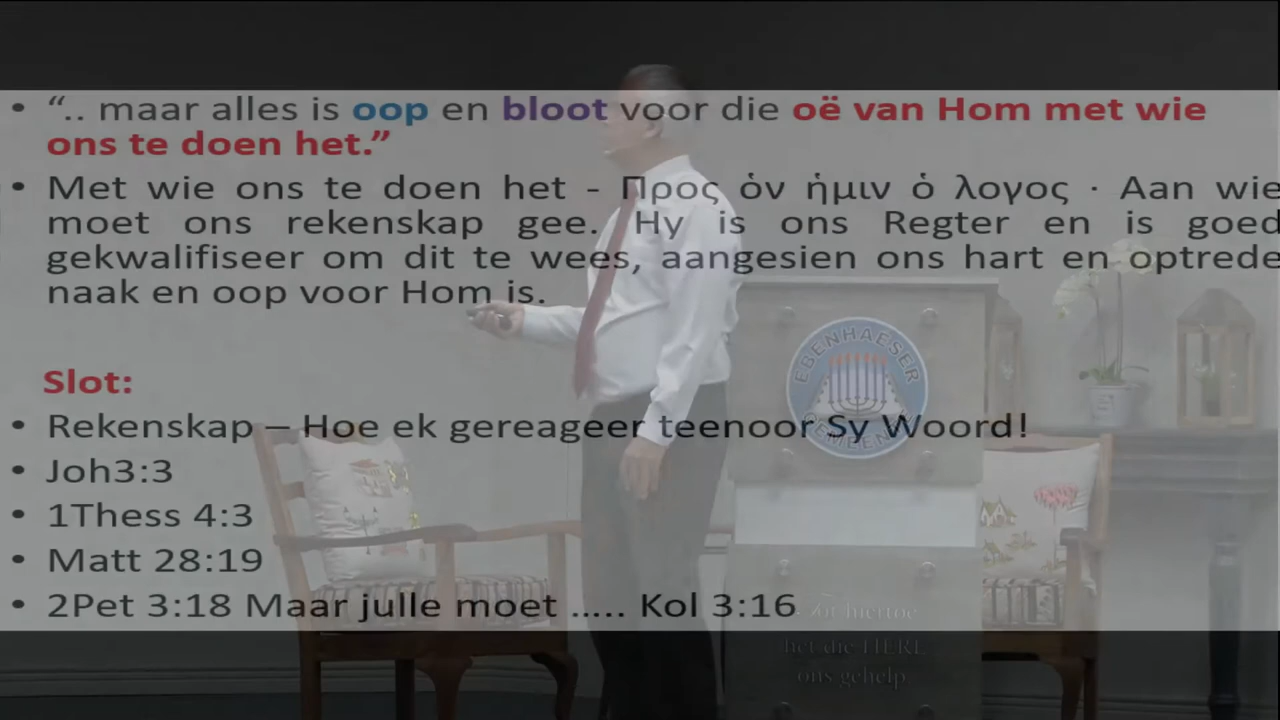 • “.. maar alles is oop en bloot voor die oë van Hom met wie
ons te doen het.”
• Met wie ons te doen het - Προς ὁν ἡμιν ὁ λογος · Aan wie
moet ons rekenskap gee. Hy is ons Regter en is goed
gekwalifiseer om dit te wees, aangesien ons hart en optrede
naak en oop voor Hom is.
Slot:
• Rekenskap – Hoe ek gereageer teenoor Sy Woord!
• Joh3:3
• 1Thess 4:3
• Matt 28:19
• 2Pet 3:18 Maar julle moet ..... Kol 3:16
EBENHAESER
GEMEENTE
Tot hiertoe
het die HERE
ons gehelp